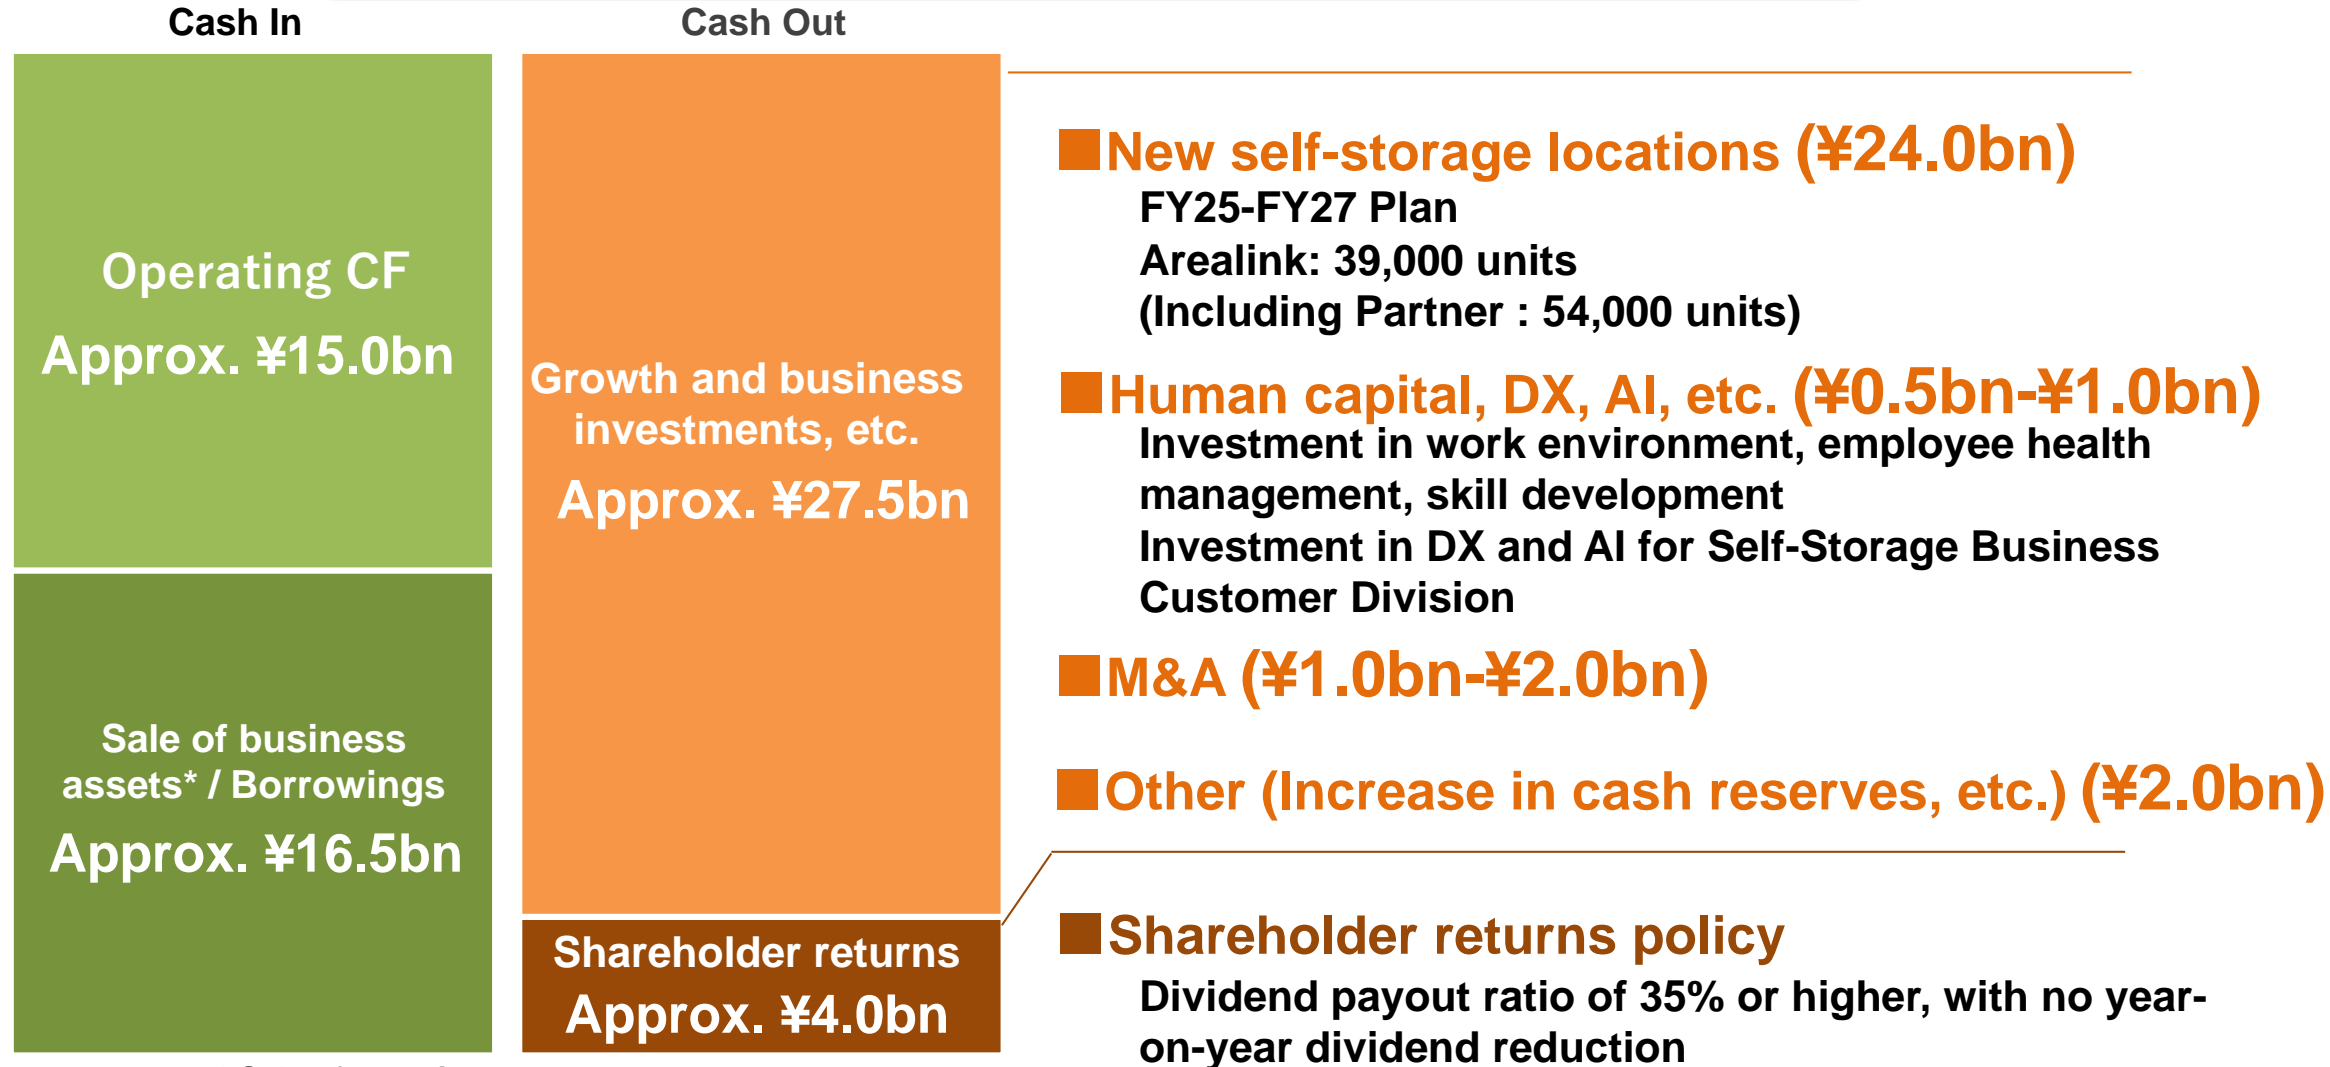 Cash In
Cash Out
Operating CF
Approx. ¥15.0bn
Sale of business
assets* / Borrowings
Approx. ¥16.5bn
Growth and business
investments, etc.
Approx. ¥27.5bn
Shareholder returns
Approx. ¥4.0bn
■New self-storage locations (¥24.0bn)
FY25-FY27 Plan
Arealink: 39,000 units
(Including Partner : 54,000 units)
■Human capital, DX, AI, etc. (¥0.5bn-¥1.0bn)
Investment in work environment, employee health
management, skill development
Investment in DX and AI for Self-Storage Business
Customer Division
■M&A (¥1.0bn-¥2.0bn)
■Other (Increase in cash reserves, etc.) (¥2.0bn)
■Shareholder returns policy
Dividend payout ratio of 35% or higher, with no year-
on-year dividend reduction